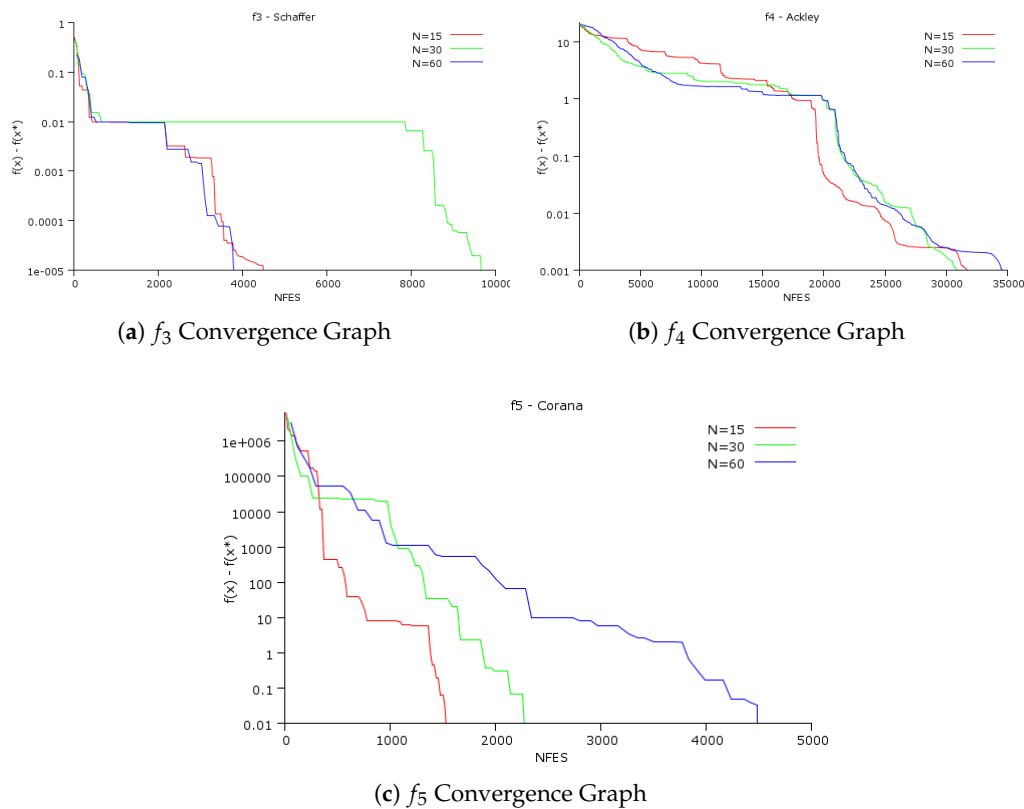 f3 - Schaffer
N=15
N=30
N=60
1
0.1
0.01
0.001
0.0001
1e-005
f(x) - f(x*)
0 2000 4000 6000 8000 10000
NFES
(a) f3 Convergence Graph
f4 - Ackley
N=15
N=30
N=60
10
1
0.1
0.01
0.001
f(x) - f(x*)
0 5000 10000 15000 20000 25000 30000 35000
NFES
(b) f4 Convergence Graph
f5 - Corana
N=15
N=30
N=60
1e+006
100000
10000
1000
100
10
1
0.1
0.01
f(x) - f(x*)
0 1000 2000 3000 4000 5000
NFES
(c) f5 Convergence Graph